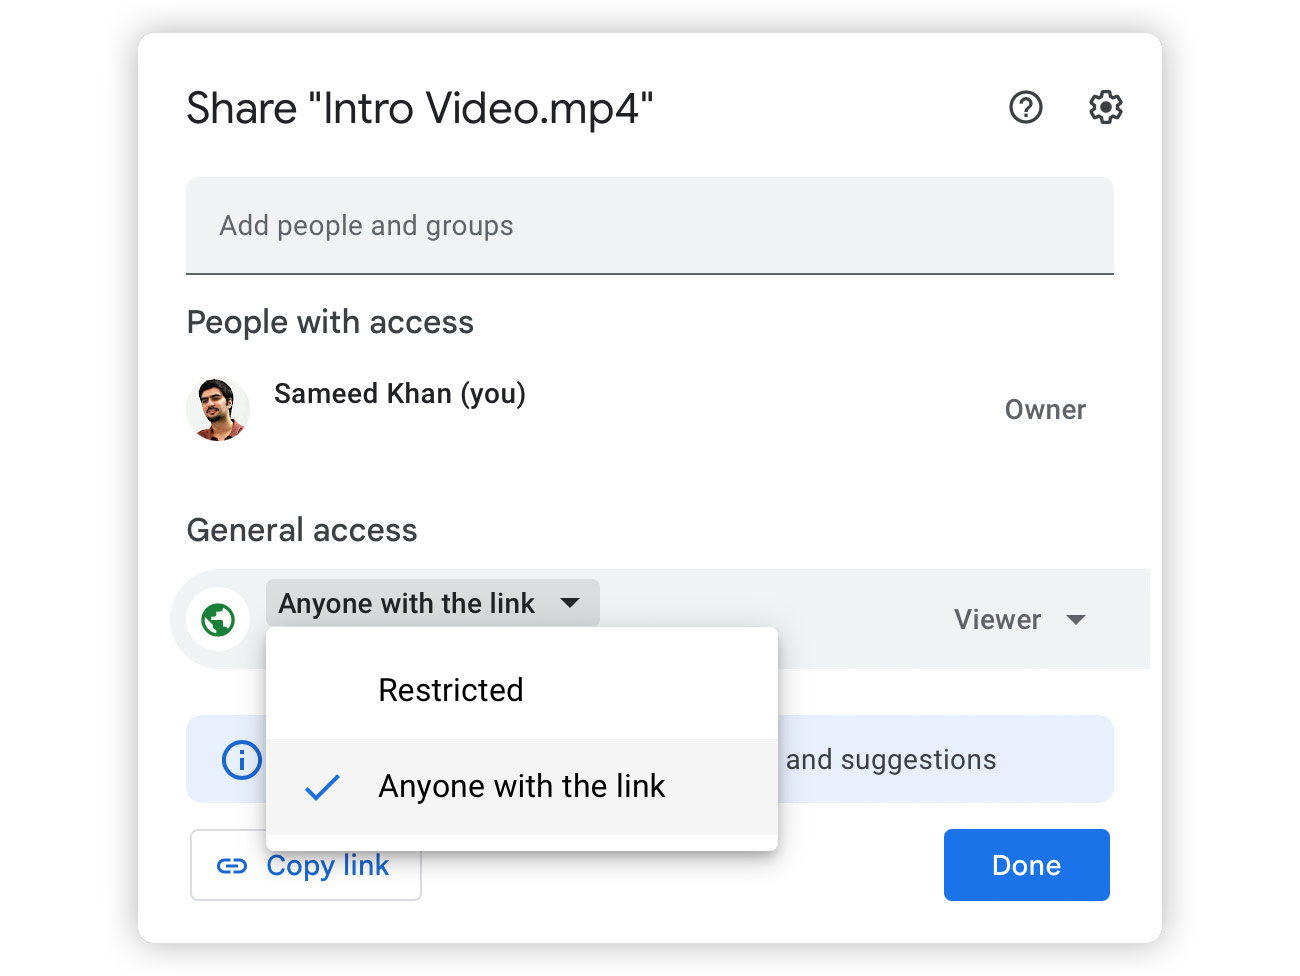 Share "Intro Video.mp4"
Add people and groups
People with access
Sameed Khan (you)
Owner
General access
Anyone with the link
Viewer
Restricted
and suggestions
Anyone with the link
Copy link
Done